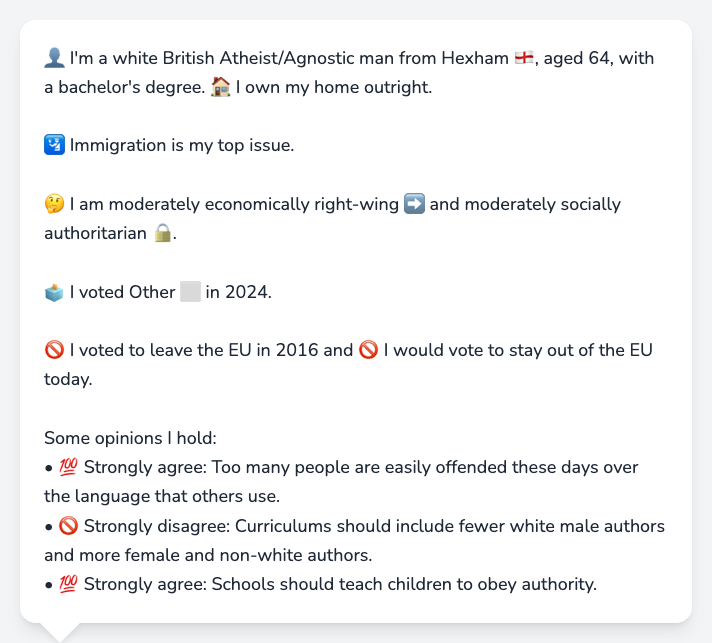 👤 I'm a white British Atheist/Agnostic man from Hexham 🏴󠁧󠁢󠁥󠁮󠁧󠁿, aged 64, with
a bachelor's degree. 🏠 I own my home outright.
🛂 Immigration is my top issue.
🤔 I am moderately economically right-wing ➡️ and moderately socially
authoritarian 🔒.
🗳️ I voted Other ⬜ in 2024.
🚫 I voted to leave the EU in 2016 and 🚫 I would vote to stay out of the EU
today.
Some opinions I hold:
• 💯 Strongly agree: Too many people are easily offended these days over
the language that others use.
• 🚫 Strongly disagree: Curriculums should include fewer white male authors
and more female and non-white authors.
• 💯 Strongly agree: Schools should teach children to obey authority.